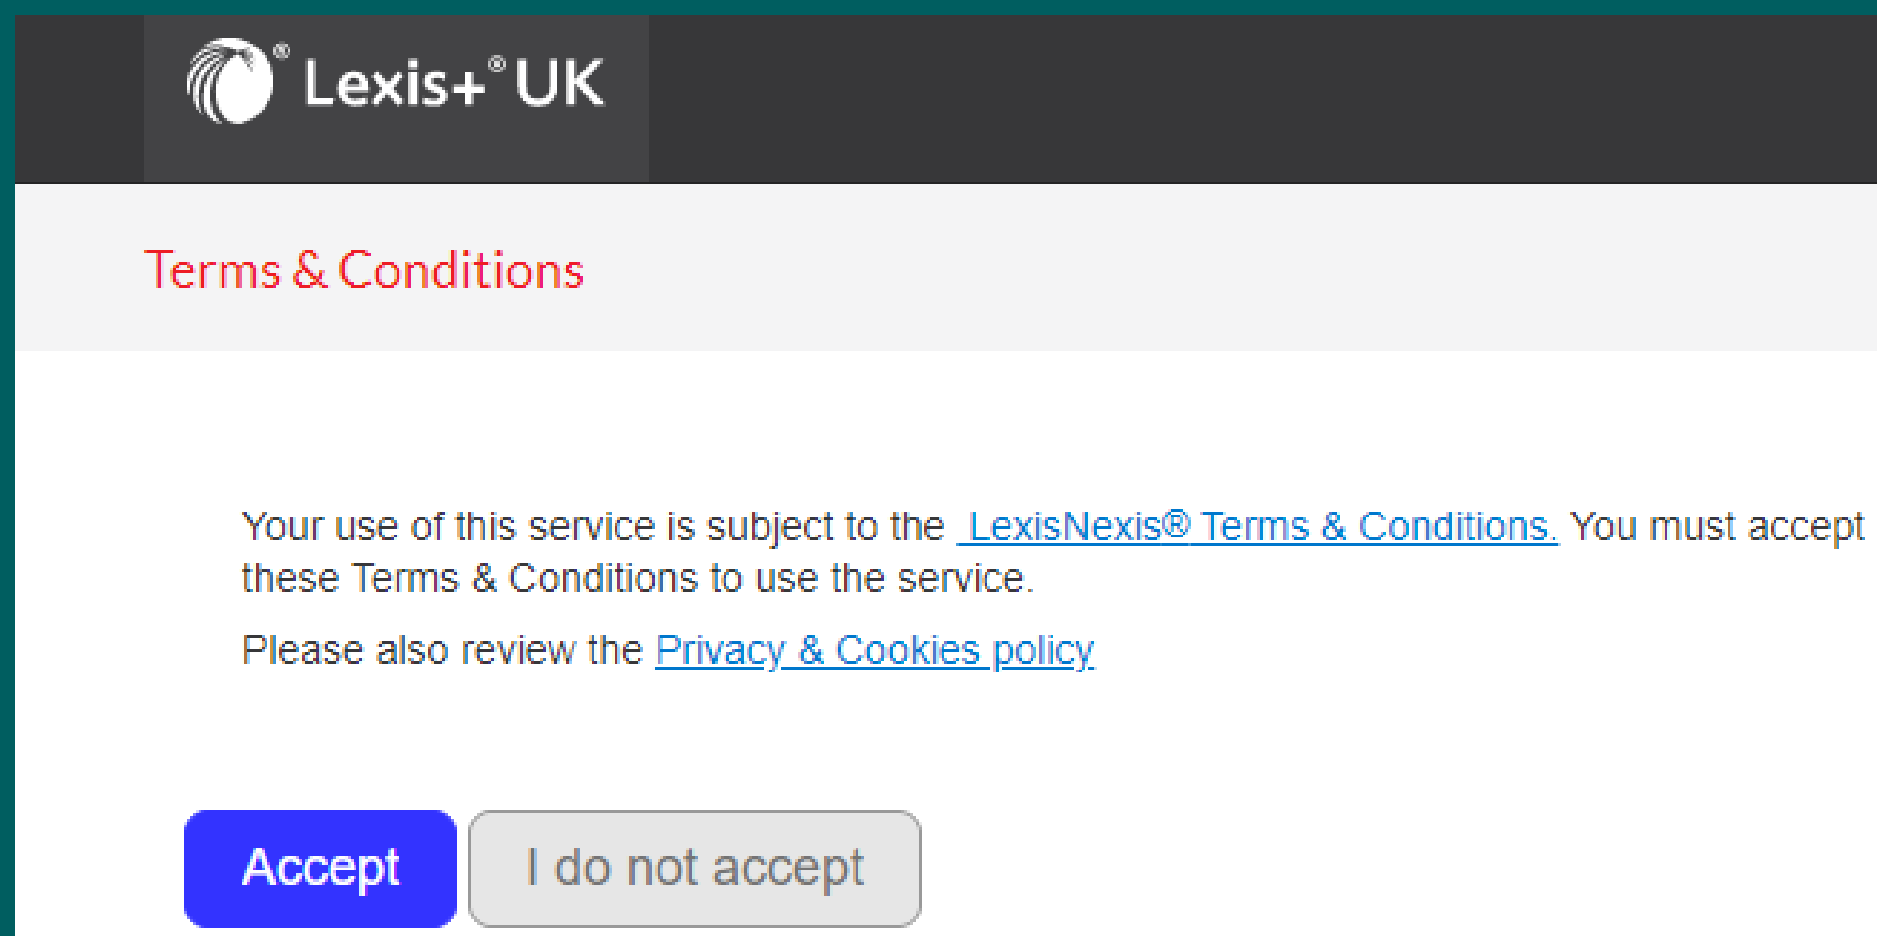 ® Lexis+® UK
Terms & Conditions
Your use of this service is subject to the LexisNexis® Terms & Conditions. You must accept
these Terms & Conditions to use the service.
Please also review the Privacy & Cookies policy
Accept I do not accept